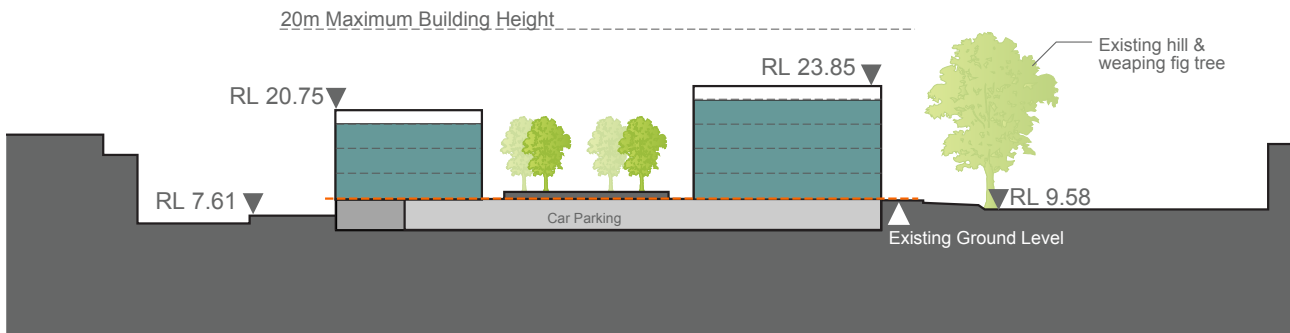 20m Maximum Building Height
Existing hill &
weaping fig tree
RL 23.85
RL 20.75
RL 7.61
RL 9.58
Car Parking
Existing Ground Level